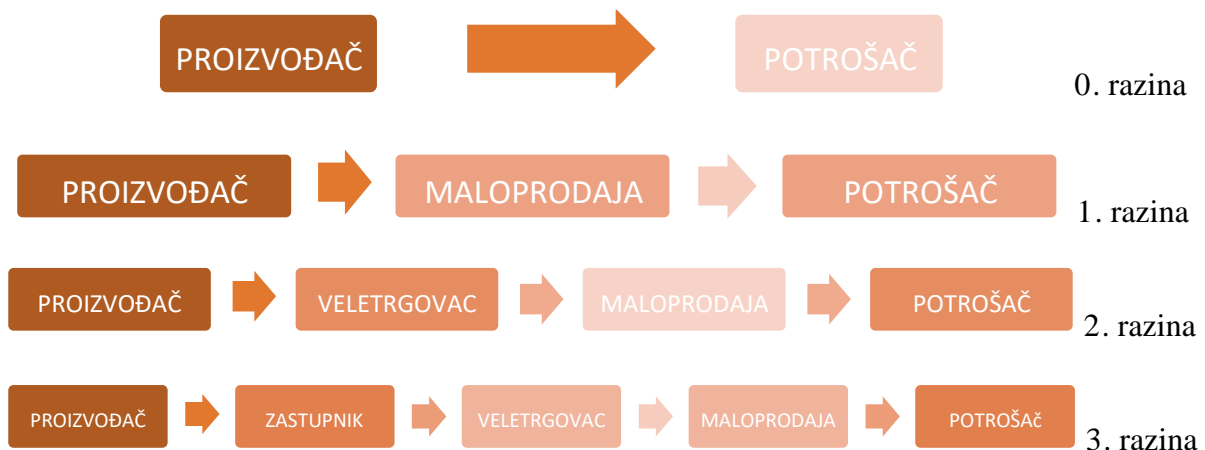 PROIZVOĐAČ POTROŠAČ 0. razina
PROIZVOĐAČ MALOPRODAJA POTROŠAČ 1. razina
PROIZVOĐAČ VELETRGOVAC MALOPRODAJA POTROŠAČ 2. razina
PROIZVOĐAČ ZASTUPNIK VELETRGOVAC MALOPRODAJA POTROŠAč 3. razina